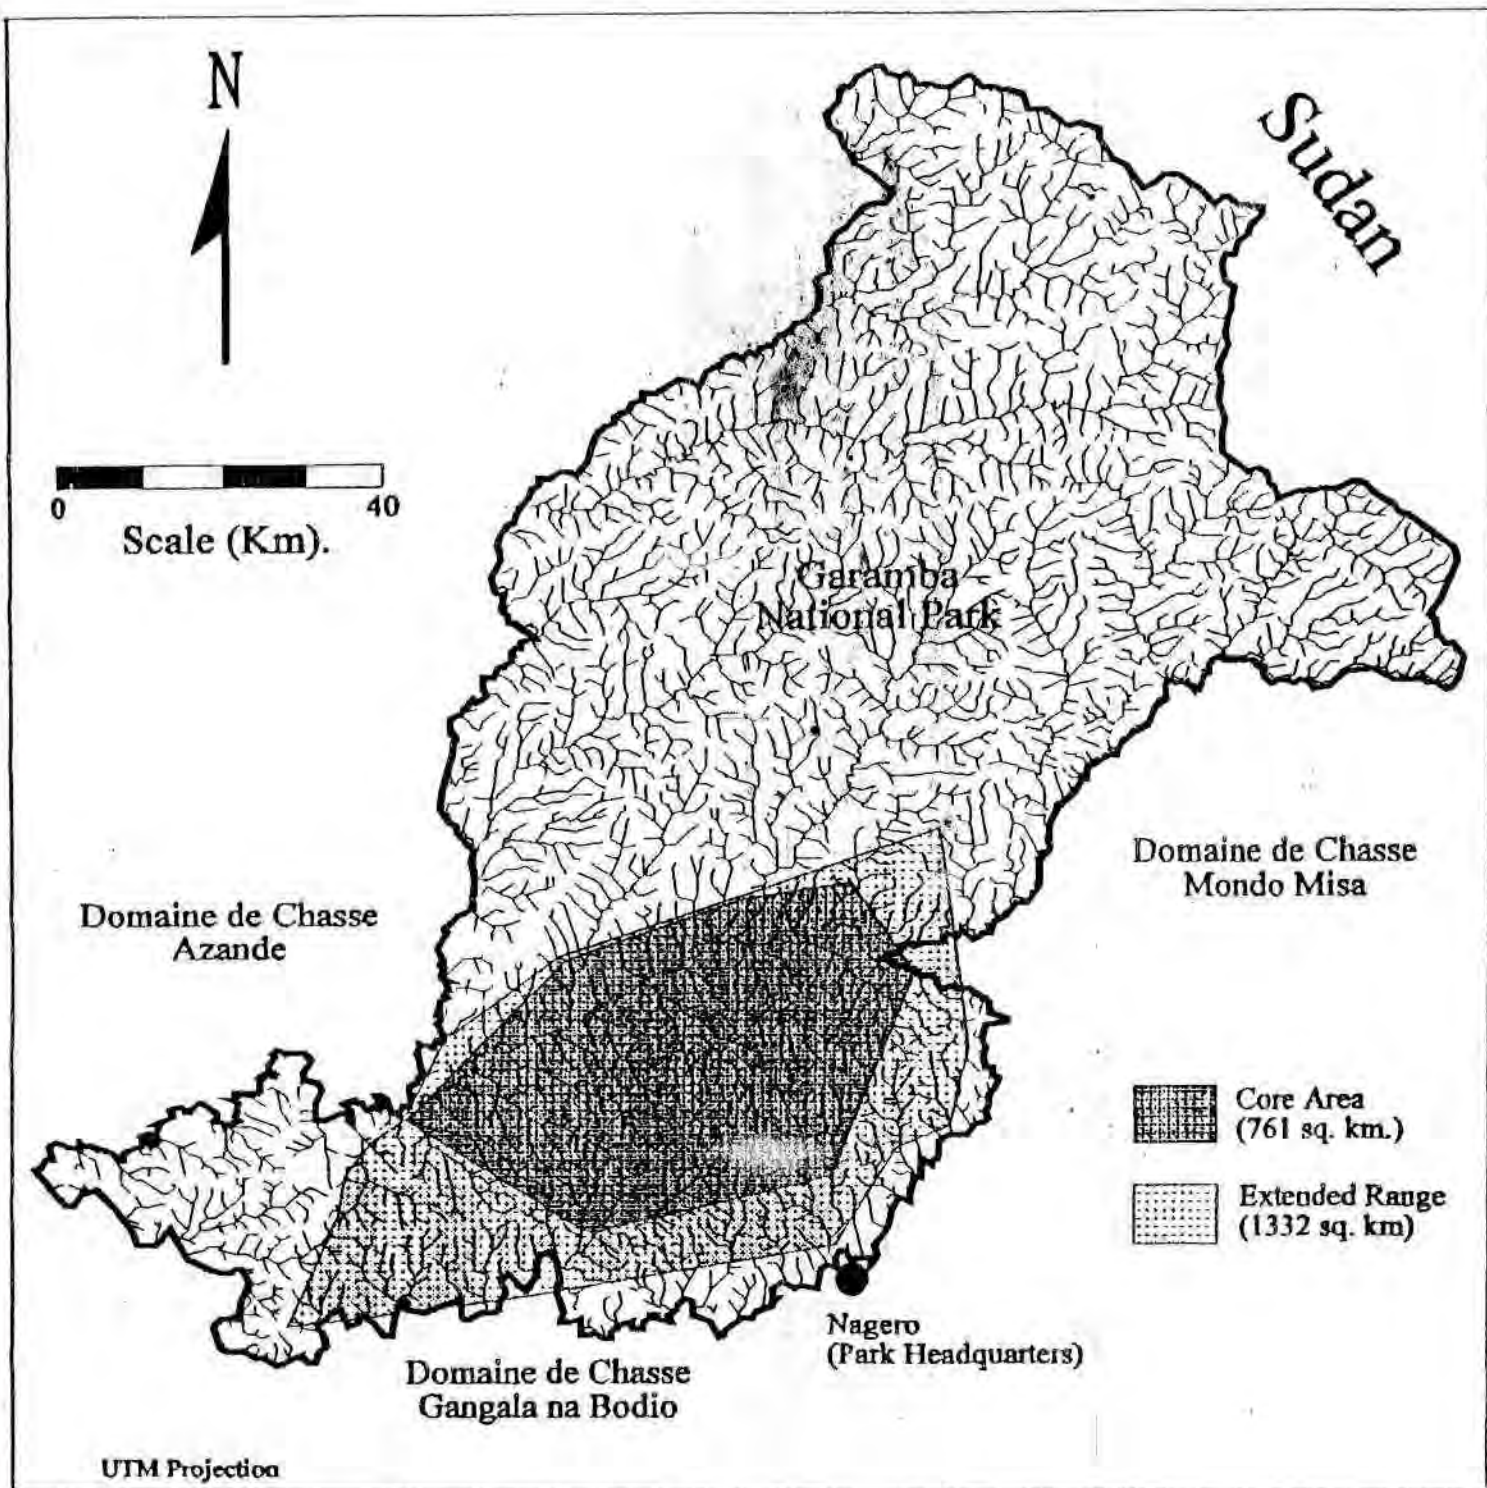 N
Sudan
0 40
Scale (Km).
Garamba
National Park
Domaine de Chasse
Mondo Misa
Domaine de Chasse
Azande
Core Area
(761 sq. km.)
Extended Range
(1332 sq. km)
Nagero
(Park Headquarters)
Domaine de Chasse
Gangala na Bodio
UTM Projection